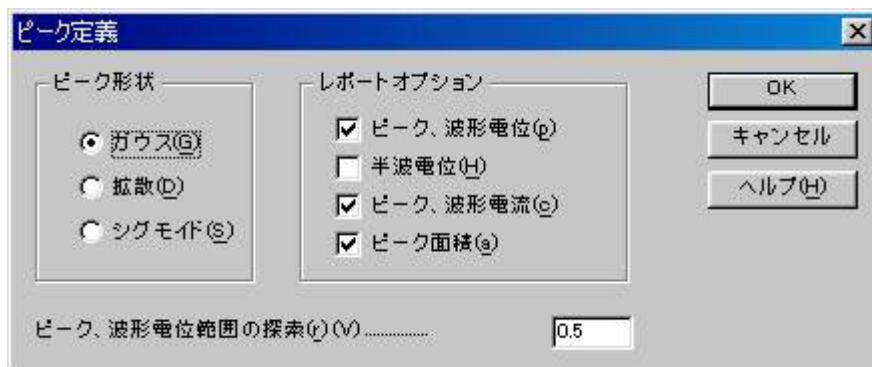 ピーク定義
ピーク形状
ガウス(G)
拡散(D)
シグモイド(S)
レポートオプション
ピーク、波形電位(p)
半波電位(H)
ピーク、波形電流(c)
ピーク面積(a)
OK
キャンセル
ヘルプ(H)
ピーク、波形電位範囲の探索(r)(V)..............
0.5